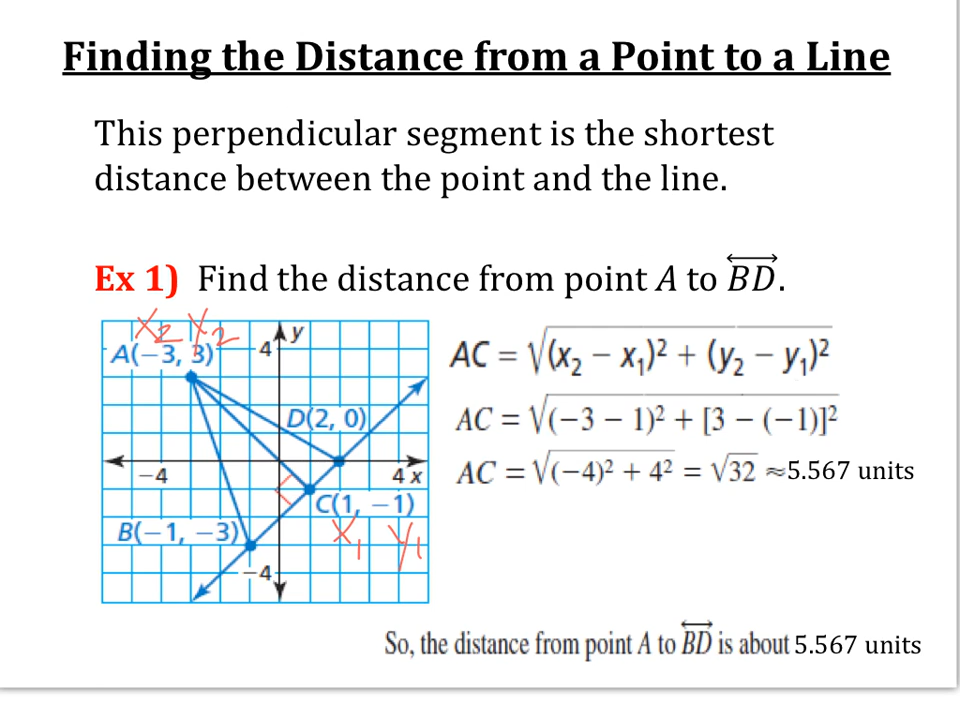 Finding the Distance from a Point to a Line
This perpendicular segment is the shortest
distance between the point and the line.
Ex 1) Find the distance from point A to BD.
X2 Y2
A(−3, 3)
4
y
D(2, 0)
−4
4 x
C(1, −1)
B(−1, −3)
X1 Y1
−4
AC = √(x₂ − x₁)² + (y₂ − y₁)²
AC = √(−3 − 1)² + [3 − (−1)]²
AC = √(−4)² + 4² = √32 ≈5.567 units
So, the distance from point A to BD is about 5.567 units